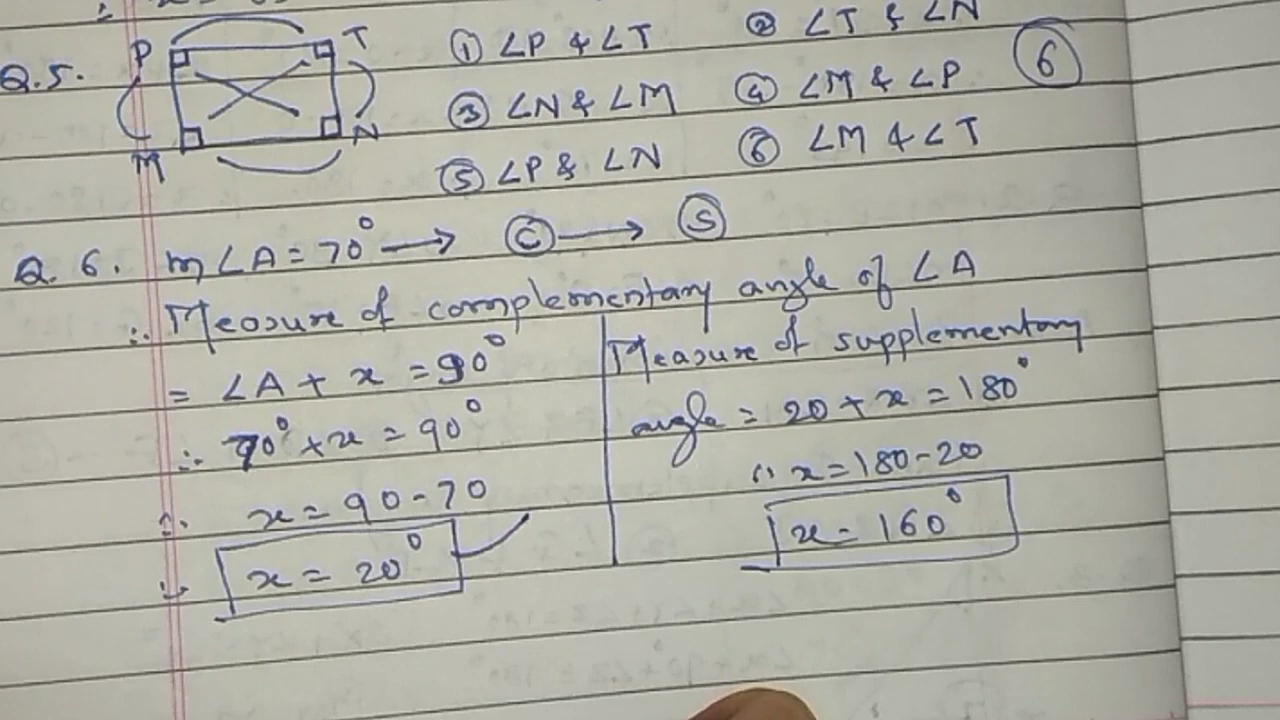 Q.5. P T ① ∠P & ∠T ② ∠T & ∠N
③ ∠N & ∠M ④ ∠M & ∠P ⑥
M N ⑤ ∠P & ∠N ⑥ ∠M & ∠T
Q. 6. m∠A = 70° → Ⓒ → Ⓢ
∴ Measure of complementary angle of ∠A
= ∠A + x = 90°
∴ 70° + x = 90°
∴ x = 90 - 70
∴ x = 20°
Measure of supplementary
angle = 20 + x = 180°
∴ x = 180 - 20
x = 160°